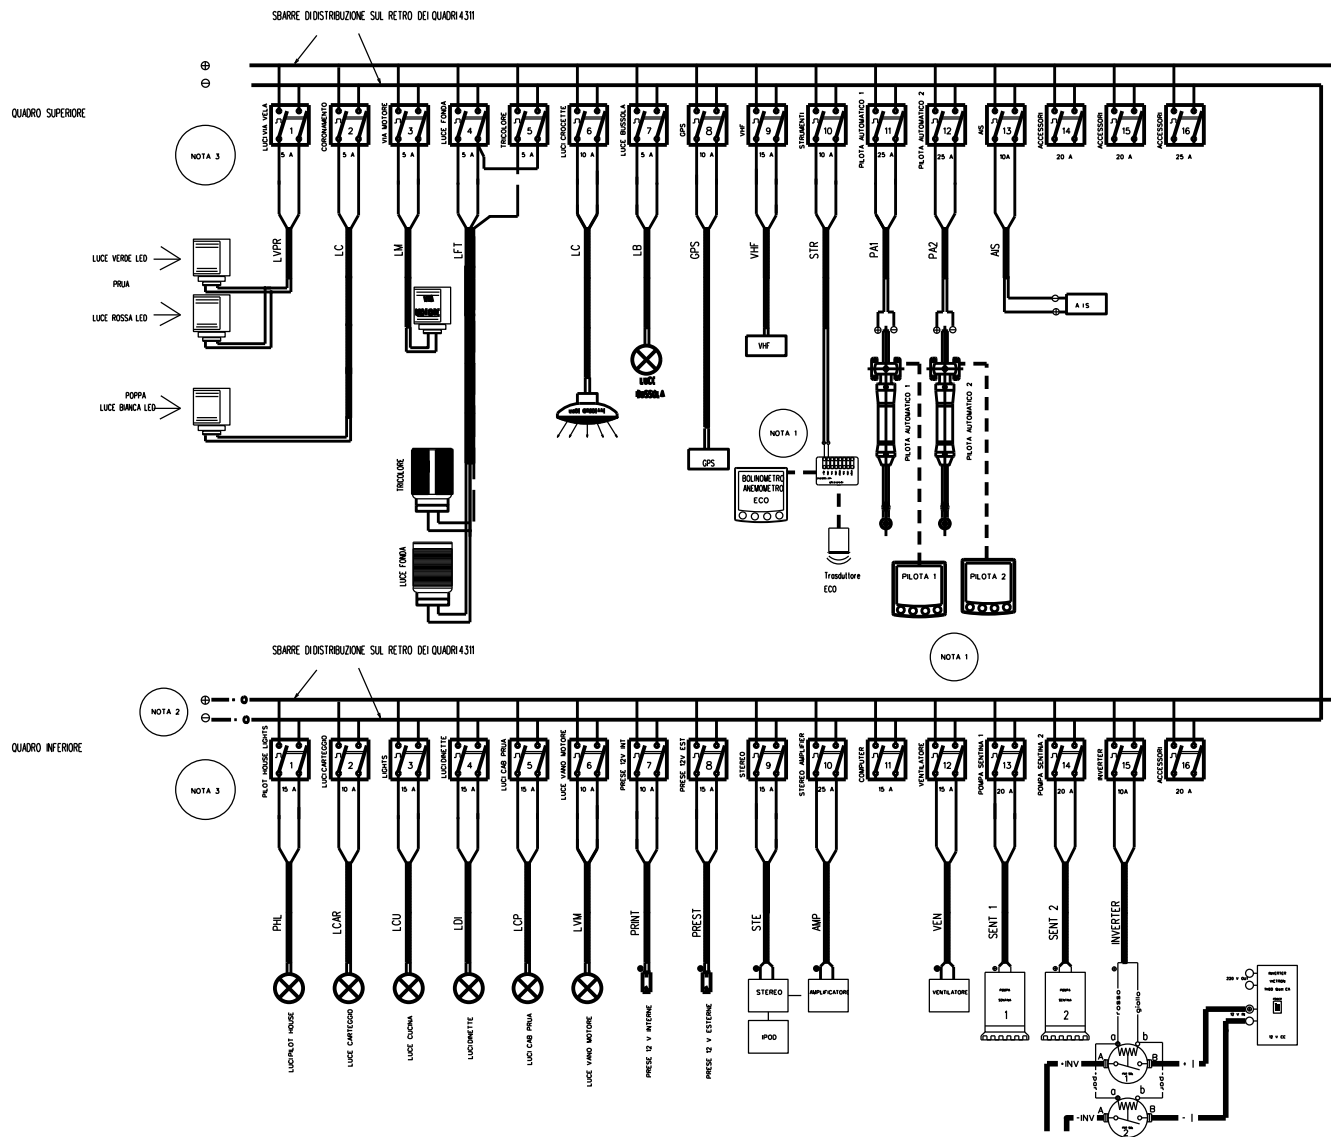 SBARRE DI DISTRIBUZIONE SUL RETRO DEI QUADRI 4311
QUADRO SUPERIORE
NOTA 3
LUCI VIA VELA
1
5 A
CORONAMENTO
2
5 A
VIA MOTORE
3
5 A
LUCE FONDA
4
5 A
TRICOLORE
5
5 A
LUCI CROCETTE
6
10 A
LUCE BUSSOLA
7
5 A
GPS
8
10 A
VHF
9
15 A
STRUMENTI
10
10 A
PILOTA AUTOMATICO 1
11
25 A
PILOTA AUTOMATICO 2
12
25 A
AIS
13
10A
ACCESSORI
14
20 A
ACCESSORI
15
20 A
ACCESSORI
16
25 A
LVPR
LC
LM
LFT
LC
LB
GPS
VHF
STR
PA1
PA2
AIS
LUCE VERDE LED
PRUA
LUCE ROSSA LED
POPPA
LUCE BIANCA LED
TRICOLORE
LUCE FONDA
LUCE
BUSSOLA
GPS
VHF
NOTA 1
BOLINOMETRO
ANEMOMETRO
ECO
Trasduttore
ECO
PILOTA AUTOMATICO 1
PILOTA AUTOMATICO 2
A I S
PILOTA 1
PILOTA 2
NOTA 1
SBARRE DI DISTRIBUZIONE SUL RETRO DEI QUADRI 4311
NOTA 2
QUADRO INFERIORE
NOTA 3
PILOT HOUSE LIGHTS
1
15 A
LUCI CARTEGGIO
2
10 A
LIGHTS
3
15 A
LUCI DINETTE
4
15 A
LUCI CAB PRUA
5
15 A
LUCE VANO MOTORE
6
10 A
PRESE 12V INT
7
10 A
PRESE 12V EST
8
15 A
STEREO
9
15 A
STEREO AMPLIFIER
10
25 A
COMPUTER
11
15 A
VENTILATORE
12
15 A
POMPA SENTINA 1
13
20 A
POMPA SENTINA 2
14
20 A
INVERTER
15
10A
ACCESSORI
16
20 A
PHL
LCAR
LCU
LDI
LCP
LVM
PRINT
PREST
STE
AMP
VEN
SENT 1
SENT 2
INVERTER
LUCI PILOT HOUSE
LUCE CARTEGGIO
LUCE CUCINA
LUCI DINETTE
LUCI CAB PRUA
LUCE VANO MOTORE
PRESE 12 V INTERNE
PRESE 12 V ESTERNE
STEREO
IPOD
AMPLIFICATORE
VENTILATORE
1
2
rosso
giallo
a
b
A
B
-INV
1
+ I
a
b
A
B
-INV
2
- I
220 V OUT
12 V IN
INVERTER
12 V CC